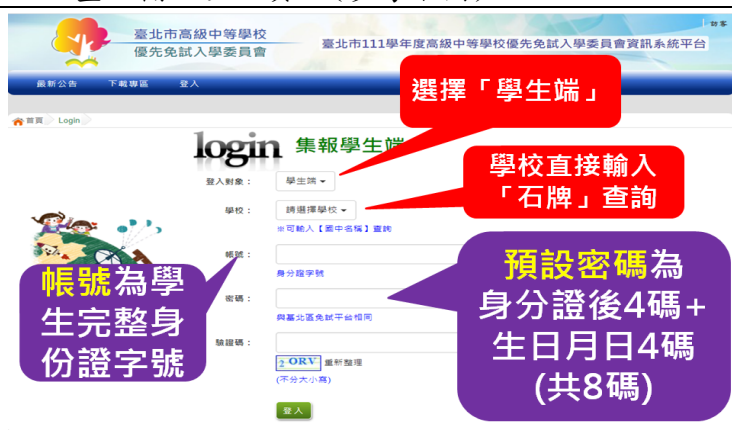 訪客
臺北市高級中等學校
優先免試入學委員會
臺北市111學年度高級中等學校優先免試入學委員會資訊系統平台
最新公告 下載專區 登入
選擇「學生端」
首頁 Login
login 集報學生端
學校直接輸入
「石牌」查詢
登入對象： 學生端
學校： 請選擇學校
※可輸入【國中名稱】查詢
帳號：
身分證字號
帳號為學
生完整身
份證字號
密碼：
與基北區免試平台相同
預設密碼為
身分證後4碼+
生日月日4碼
(共8碼)
驗證碼：
2 ORV 重新整理
(不分大小寫)
登入